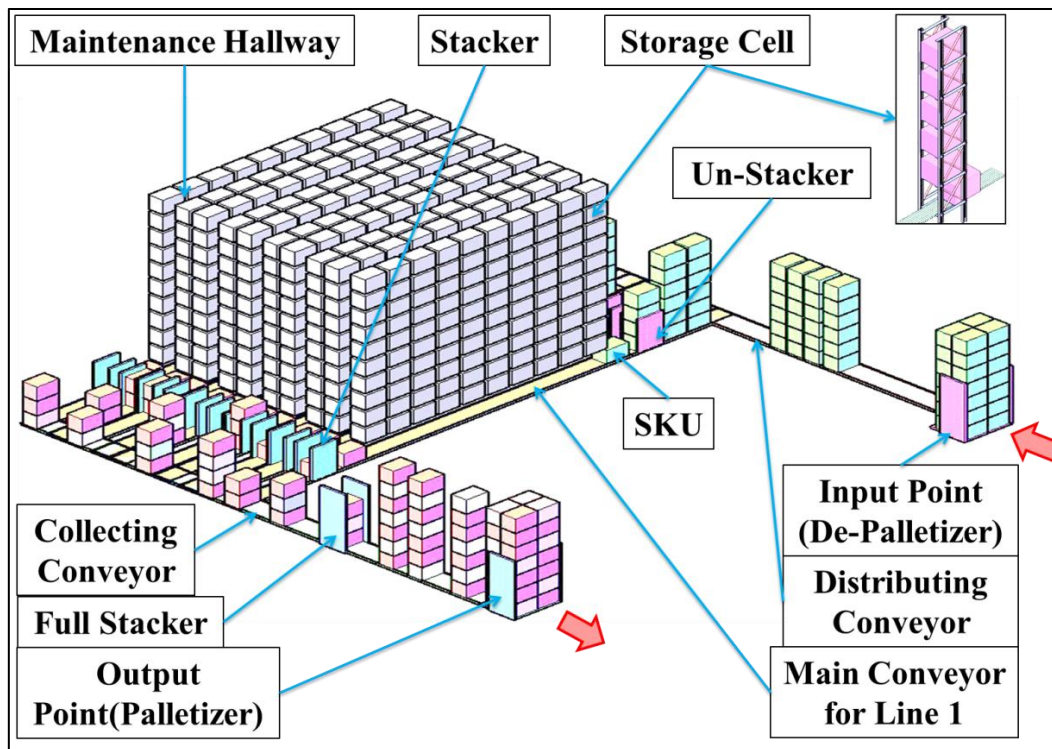 Maintenance Hallway
Stacker
Storage Cell
Un-Stacker
SKU
Collecting
Conveyor
Full Stacker
Output
Point(Palletizer)
Input Point
(De-Palletizer)
Distributing
Conveyor
Main Conveyor
for Line 1